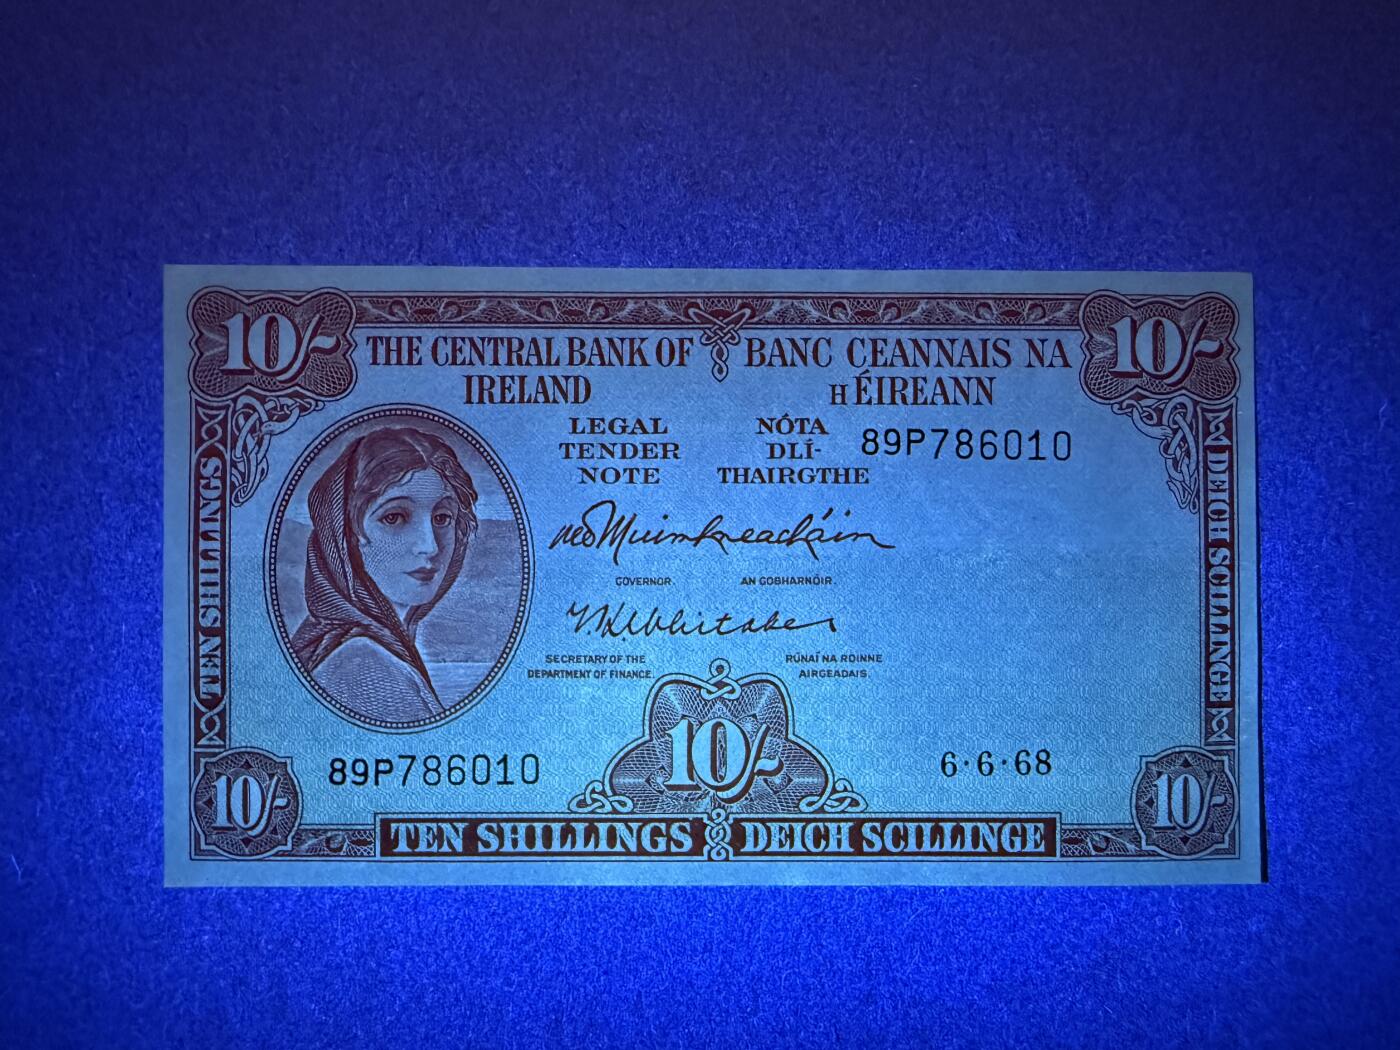 10/-
10/-
THE CENTRAL BANK OF IRELAND
BANC CEANNAIS NA hÉIREANN
LEGAL TENDER NOTE
NÓTA DLÍ-THAIRGTHE
89P786010
TEN SHILLINGS
DEICH SCILLINGE
GOVERNOR.
AN GOBHARNÓIR.
T.K. Whitaker
SECRETARY OF THE DEPARTMENT OF FINANCE.
RÚNAÍ NA ROINNE AIRGEADAIS.
89P786010
10/-
6·6·68
10/-
10/-
TEN SHILLINGS
DEICH SCILLINGE